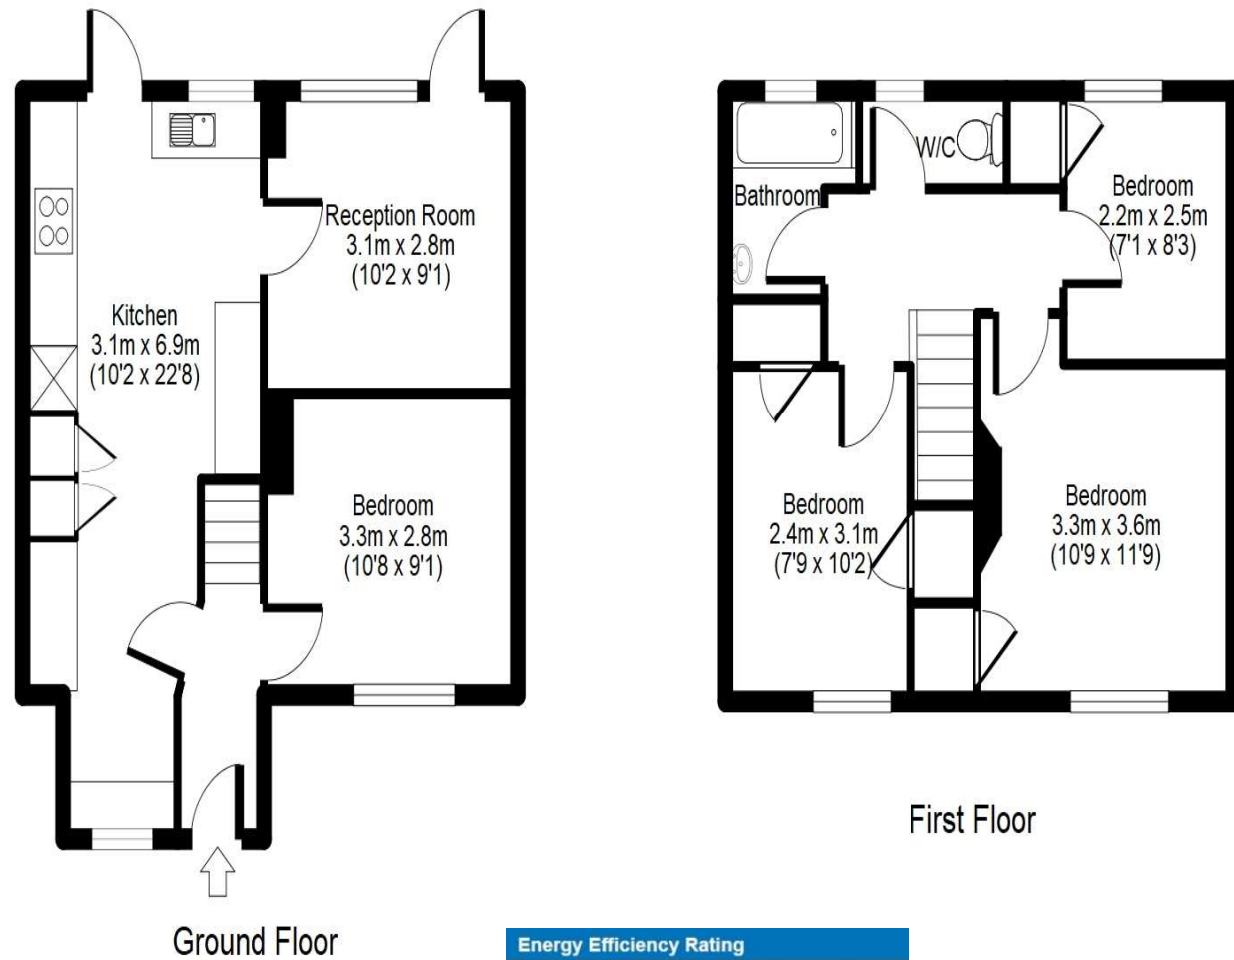 Reception Room
3.1m x 2.8m
(10'2 x 9'1)
Kitchen
3.1m x 6.9m
(10'2 x 22'8)
Bedroom
3.3m x 2.8m
(10'8 x 9'1)
Ground Floor
W/C
Bathroom
Bedroom
2.2m x 2.5m
(7'1 x 8'3)
Bedroom
2.4m x 3.1m
(7'9 x 10'2)
Bedroom
3.3m x 3.6m
(10'9 x 11'9)
First Floor
Energy Efficiency Rating